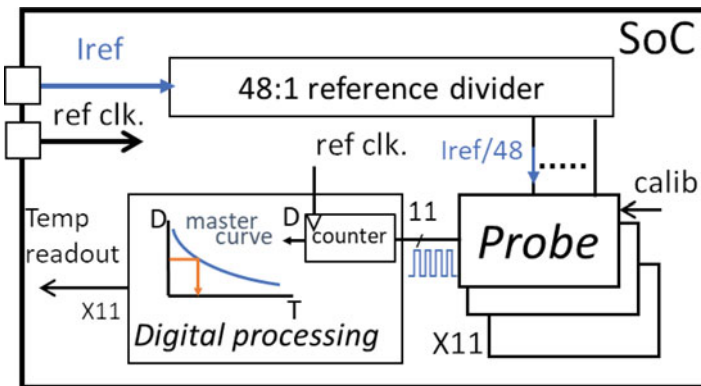 SoC
Iref
48:1 reference divider
ref clk.
ref clk.
Iref/48
.....
calib
Temp
readout
X11
D
master
curve
T
D
counter
11
Probe
X11
Digital processing